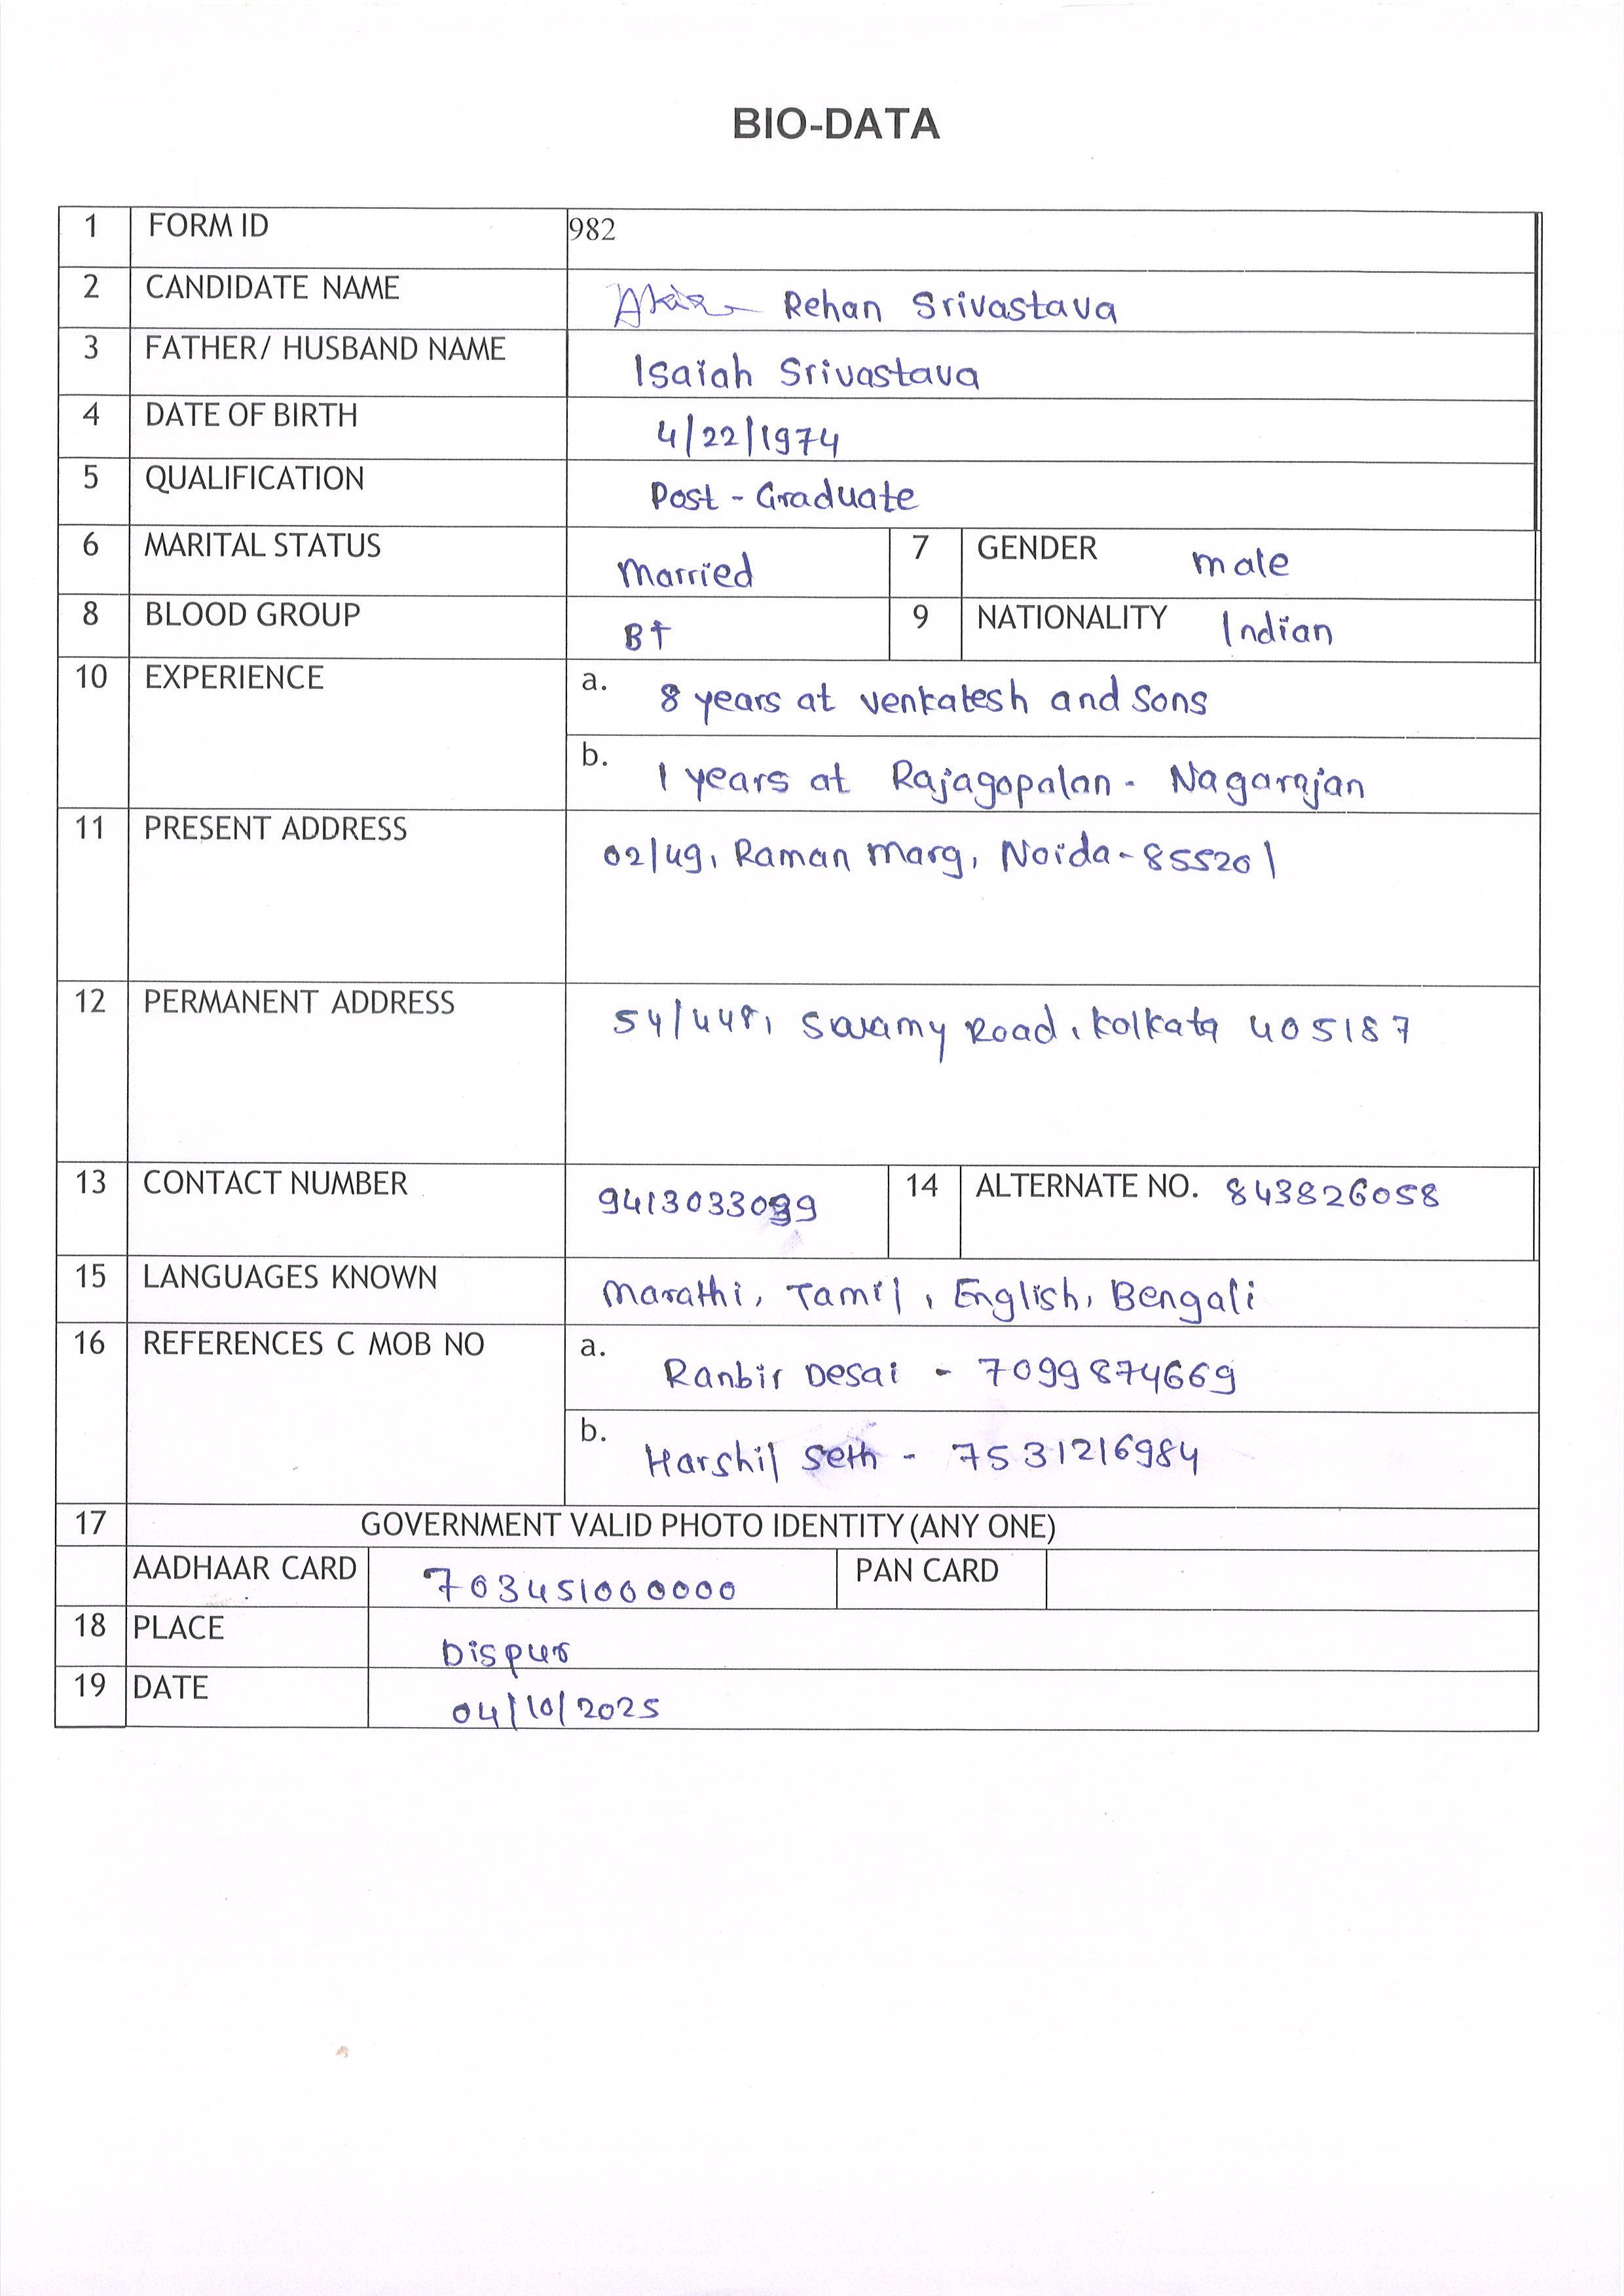 BIO-DATA
1 FORM ID 982
2 CANDIDATE NAME Rehan Srivastava
3 FATHER/ HUSBAND NAME Isaiah Srivastava
4 DATE OF BIRTH 4/22/1974
5 QUALIFICATION Post - Graduate
6 MARITAL STATUS Married 7 GENDER male
8 BLOOD GROUP B+ 9 NATIONALITY Indian
10 EXPERIENCE a. 8 years at venkatesh and Sons
b. 1 years at Rajagopalan - Nagarajan
11 PRESENT ADDRESS 02/49, Raman marg, Noida-855201
12 PERMANENT ADDRESS Swamy Road, Kolkata 405187
13 CONTACT NUMBER 14 ALTERNATE NO. 843826058
15 LANGUAGES KNOWN Marathi, Tamil, English, Bengali
16 REFERENCES C MOB NO a. Ranbir Desai - 7099874669
b. Harshil Seth - 7531216984
17 GOVERNMENT VALID PHOTO IDENTITY (ANY ONE)
AADHAAR CARD 703451000000 PAN CARD
18 PLACE Dispur
19 DATE 04/10/2025